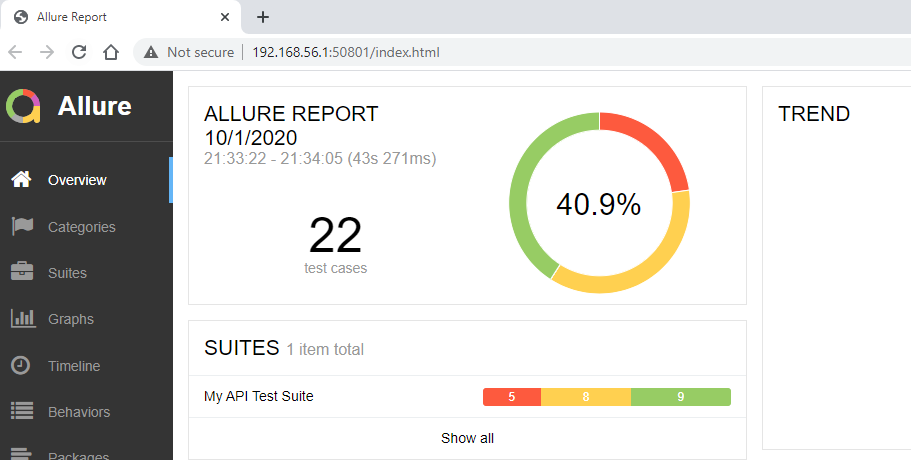 Allure Report
Not secure
192.168.56.1:50801/index.html
Allure
Overview
Categories
Suites
Graphs
Timeline
Behaviors
Packages
ALLURE REPORT
10/1/2020
21:33:22 - 21:34:05 (43s 271ms)
22
test cases
40.9%
SUITES 1 item total
My API Test Suite 5 8 9
Show all
TREND